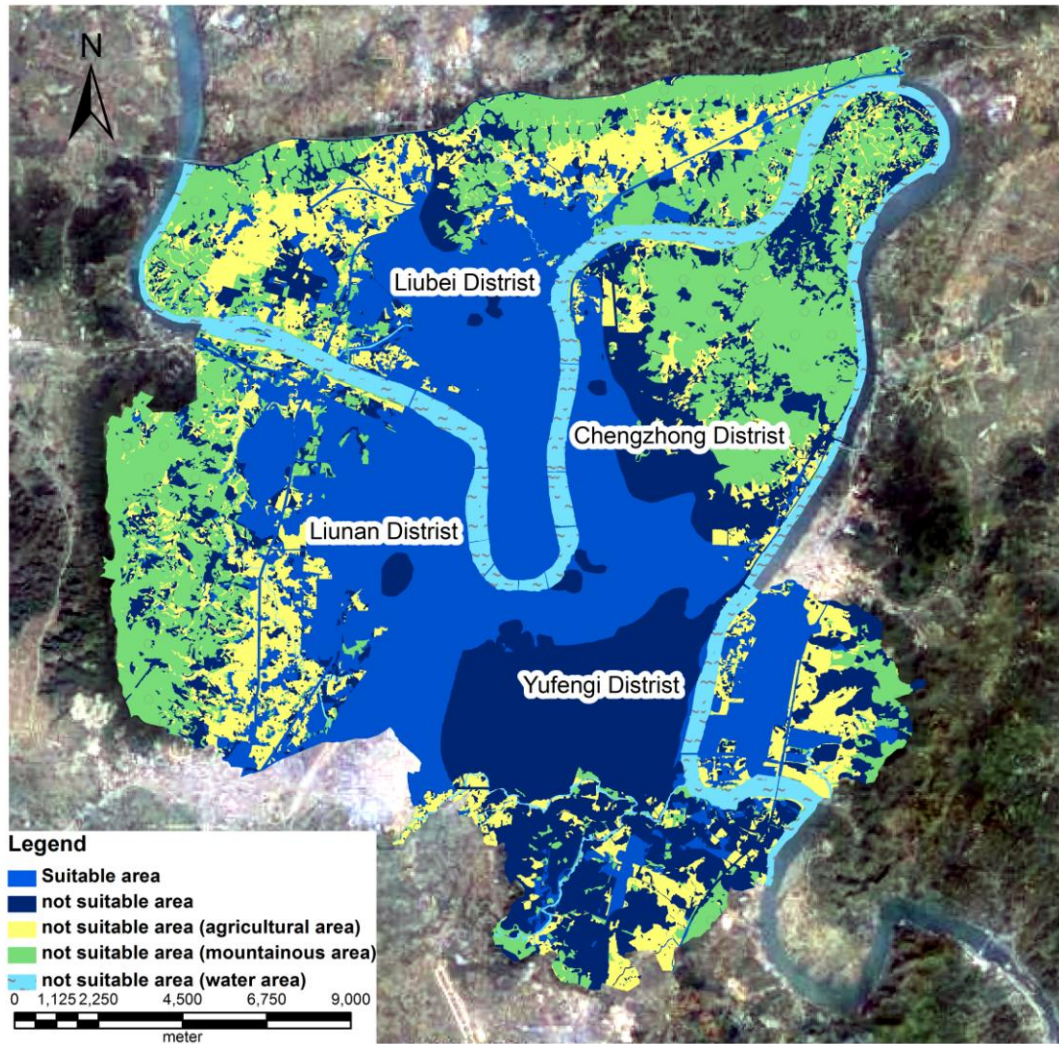 N
Liubei Distrist
Chengzhong Distrist
Liunan Distrist
Yufengi Distrist
Legend
Suitable area
not suitable area
not suitable area (agricultural area)
not suitable area (mountainous area)
not suitable area (water area)
0 1,125 2,250 4,500 6,750 9,000
meter